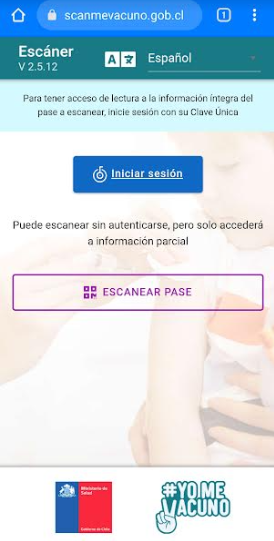 scanmevacuno.gob.cl
1
Escáner
V 2.5.12
A
Español
Para tener acceso de lectura a la información íntegra del
pase a escanear, inicie sesión con su Clave Única
Iniciar sesión
Puede escanear sin autenticarse, pero solo accederá
a información parcial
ESCANEAR PASE
Ministerio de
Salud
Gobierno de Chile
#YO ME
VACUNO